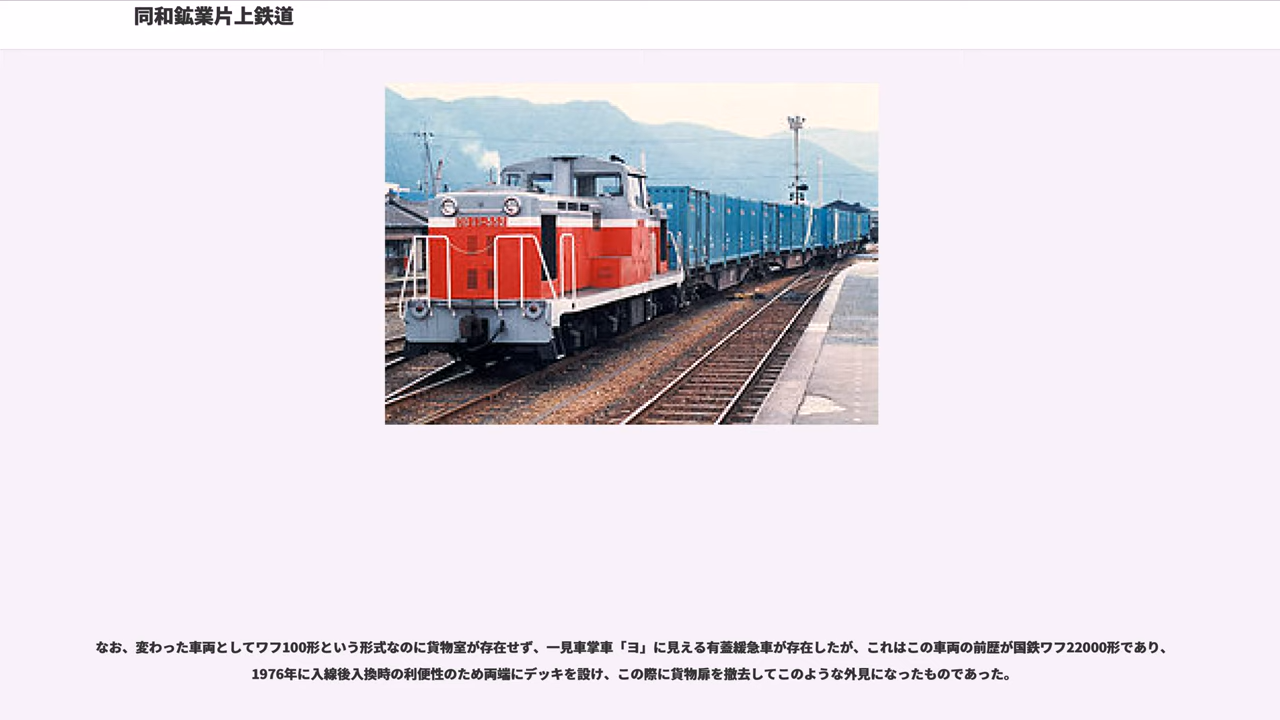 同和鉱業片上鉄道
なお、変わった車両としてワフ100形という形式なのに貨物室が存在せず、一見車掌車「ヨ」に見える有蓋緩急車が存在したが、これはこの車両の前歴が国鉄ワフ22000形であり、
1976年に入線後入換時の利便性のため両端にデッキを設け、この際に貨物扉を撤去してこのような外見になったものであった。